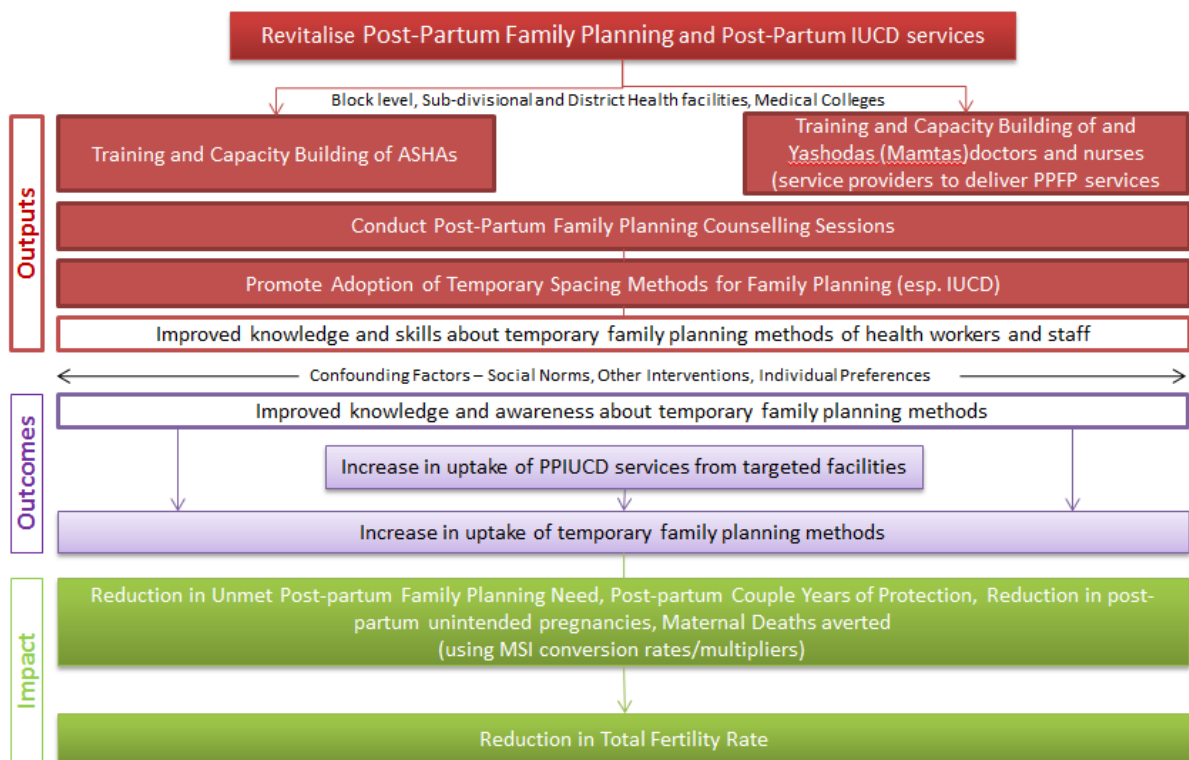 Revitalise Post-Partum Family Planning and Post-Partum IUCD services
Block level, Sub-divisional and District Health facilities, Medical Colleges
Outputs
Training and Capacity Building of ASHAs
Training and Capacity Building of and
Yashodas (Mamtas)doctors and nurses
(service providers to deliver PPFP services
Conduct Post-Partum Family Planning Counselling Sessions
Promote Adoption of Temporary Spacing Methods for Family Planning (esp. IUCD)
Improved knowledge and skills about temporary family planning methods of health workers and staff
Confounding Factors – Social Norms, Other Interventions, Individual Preferences
Outcomes
Improved knowledge and awareness about temporary family planning methods
Increase in uptake of PPIUCD services from targeted facilities
Increase in uptake of temporary family planning methods
Impact
Reduction in Unmet Post-partum Family Planning Need, Post-partum Couple Years of Protection, Reduction in post-
partum unintended pregnancies, Maternal Deaths averted
(using MSI conversion rates/multipliers)
Reduction in Total Fertility Rate